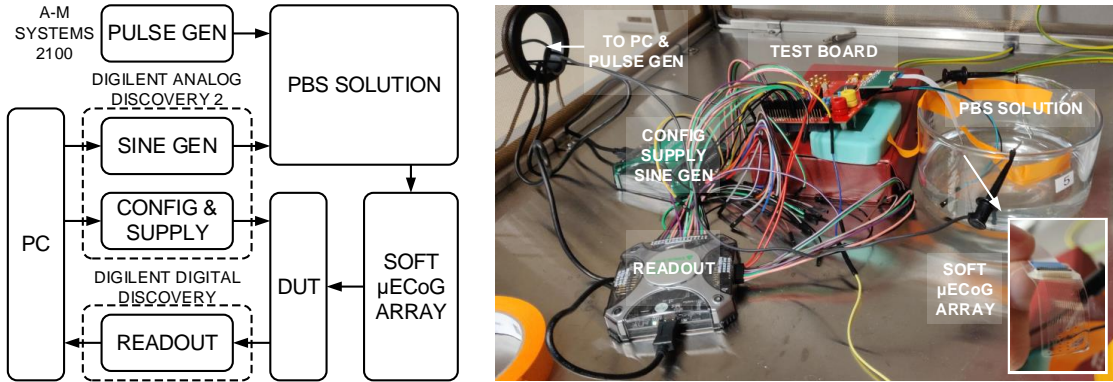 A-M
SYSTEMS
2100
PULSE GEN
PBS SOLUTION
DIGILENT ANALOG
DISCOVERY 2
SINE GEN
CONFIG &
SUPPLY
PC
DUT
SOFT
µECoG
ARRAY
DIGILENT DIGITAL
DISCOVERY
READOUT
TO PC &
PULSE GEN
TEST BOARD
PBS SOLUTION
CONFIG
SUPPLY
SINE GEN
5
READOUT
SOFT
µECoG
ARRAY